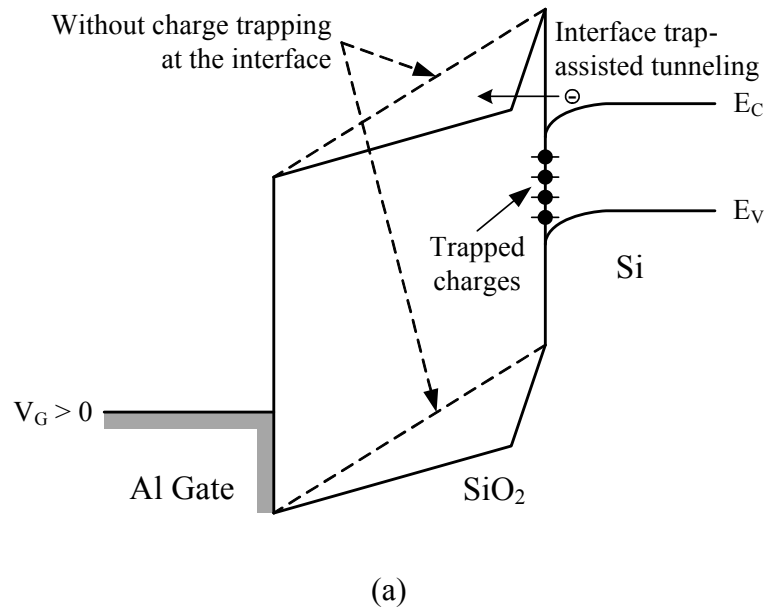 Without charge trapping
at the interface
Interface trap-
assisted tunneling
E_C
E_V
Trapped
charges
Si
V_G > 0
Al Gate
SiO₂
(a)